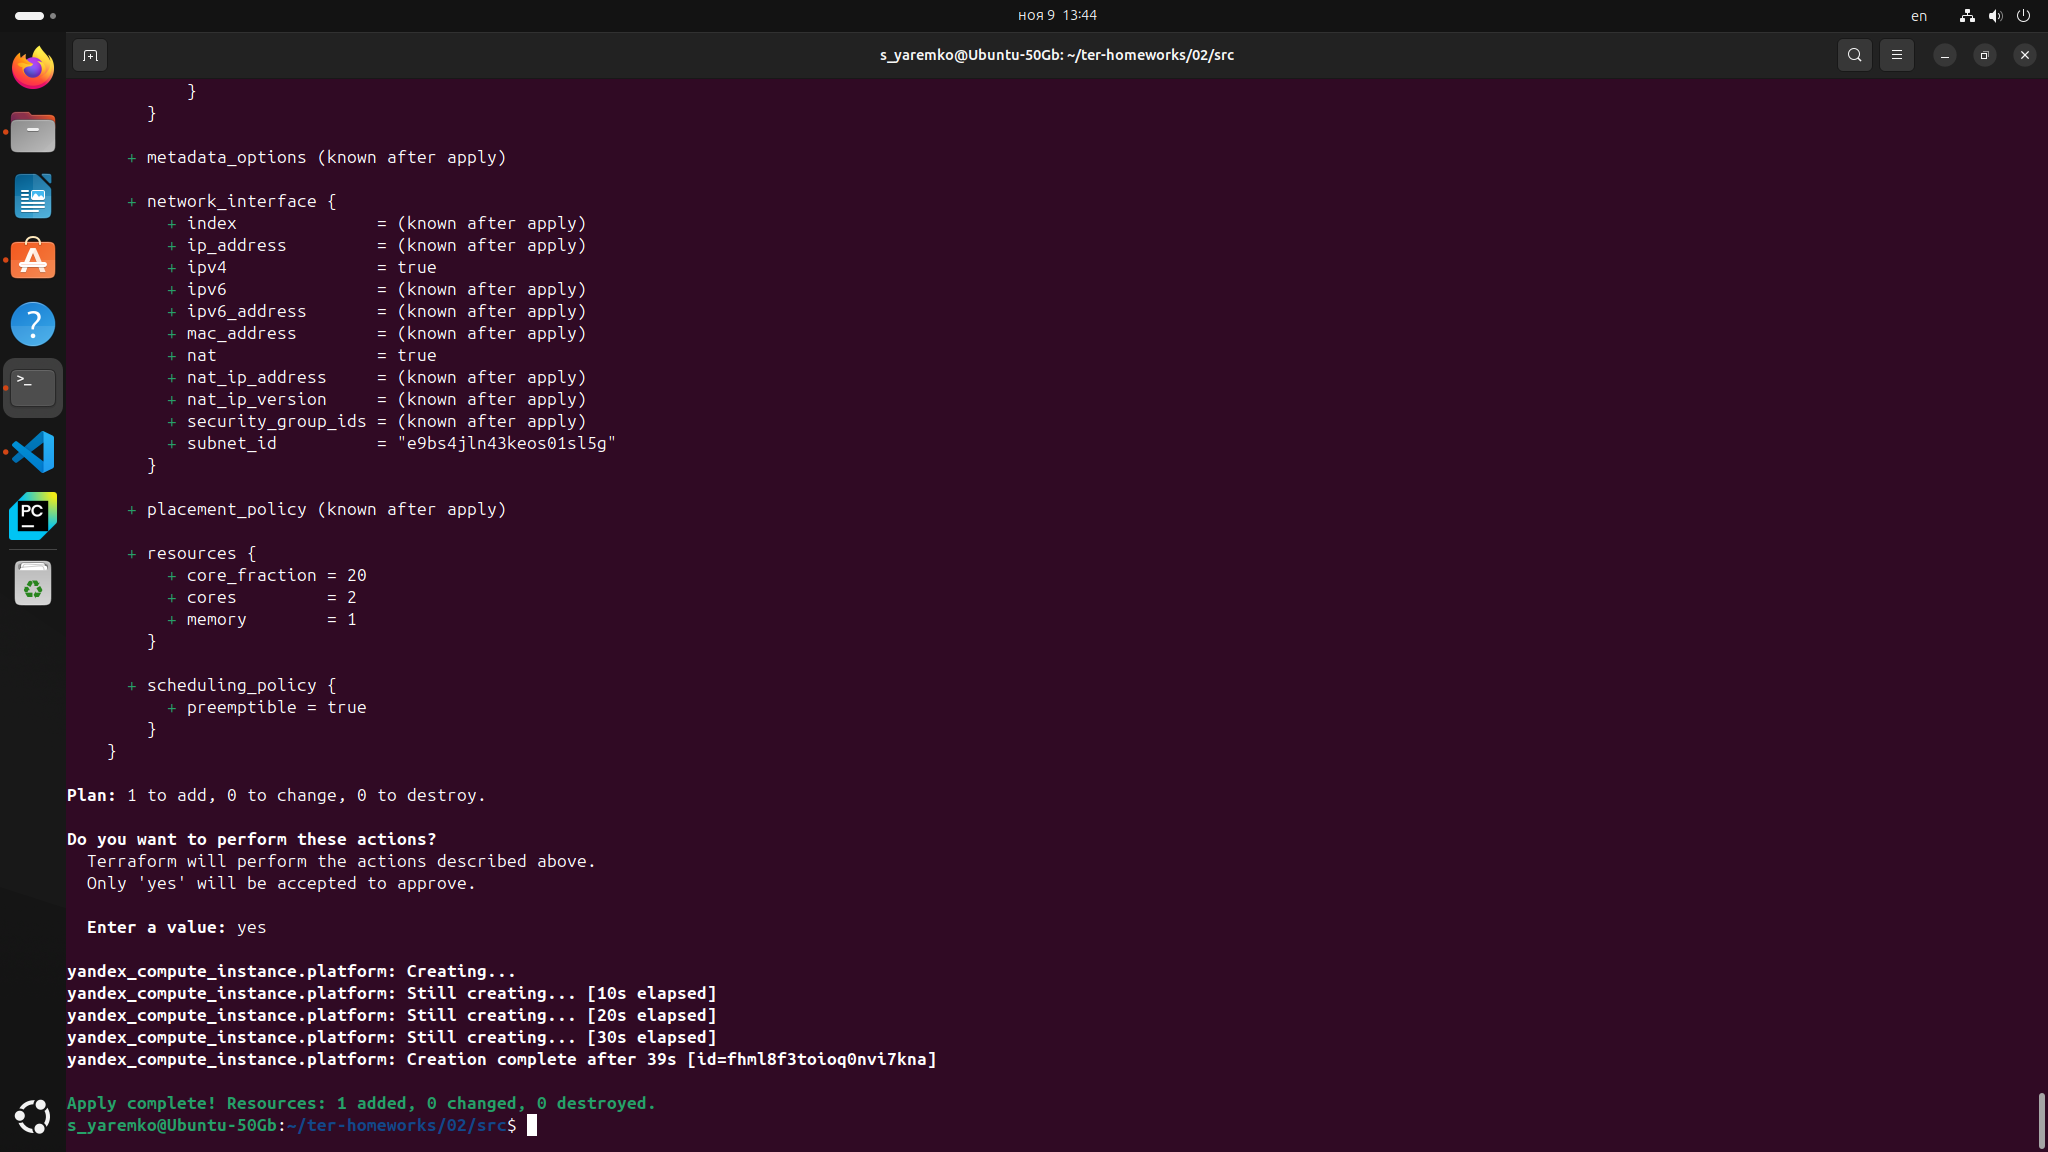 ноя 9 13:44
en
s_yaremko@Ubuntu-50Gb: ~/ter-homeworks/02/src
            }
        }

      + metadata_options (known after apply)

      + network_interface {
          + index              = (known after apply)
          + ip_address         = (known after apply)
          + ipv4               = true
          + ipv6               = (known after apply)
          + ipv6_address       = (known after apply)
          + mac_address        = (known after apply)
          + nat                = true
          + nat_ip_address     = (known after apply)
          + nat_ip_version     = (known after apply)
          + security_group_ids = (known after apply)
          + subnet_id          = "e9bs4jln43keos01sl5g"
        }

      + placement_policy (known after apply)

      + resources {
          + core_fraction = 20
          + cores         = 2
          + memory        = 1
        }

      + scheduling_policy {
          + preemptible = true
        }
    }

Plan: 1 to add, 0 to change, 0 to destroy.

Do you want to perform these actions?
  Terraform will perform the actions described above.
  Only 'yes' will be accepted to approve.

  Enter a value: yes

yandex_compute_instance.platform: Creating...
yandex_compute_instance.platform: Still creating... [10s elapsed]
yandex_compute_instance.platform: Still creating... [20s elapsed]
yandex_compute_instance.platform: Still creating... [30s elapsed]
yandex_compute_instance.platform: Creation complete after 39s [id=fhml8f3toioq0nvi7kna]

Apply complete! Resources: 1 added, 0 changed, 0 destroyed.
s_yaremko@Ubuntu-50Gb:~/ter-homeworks/02/src$
PC